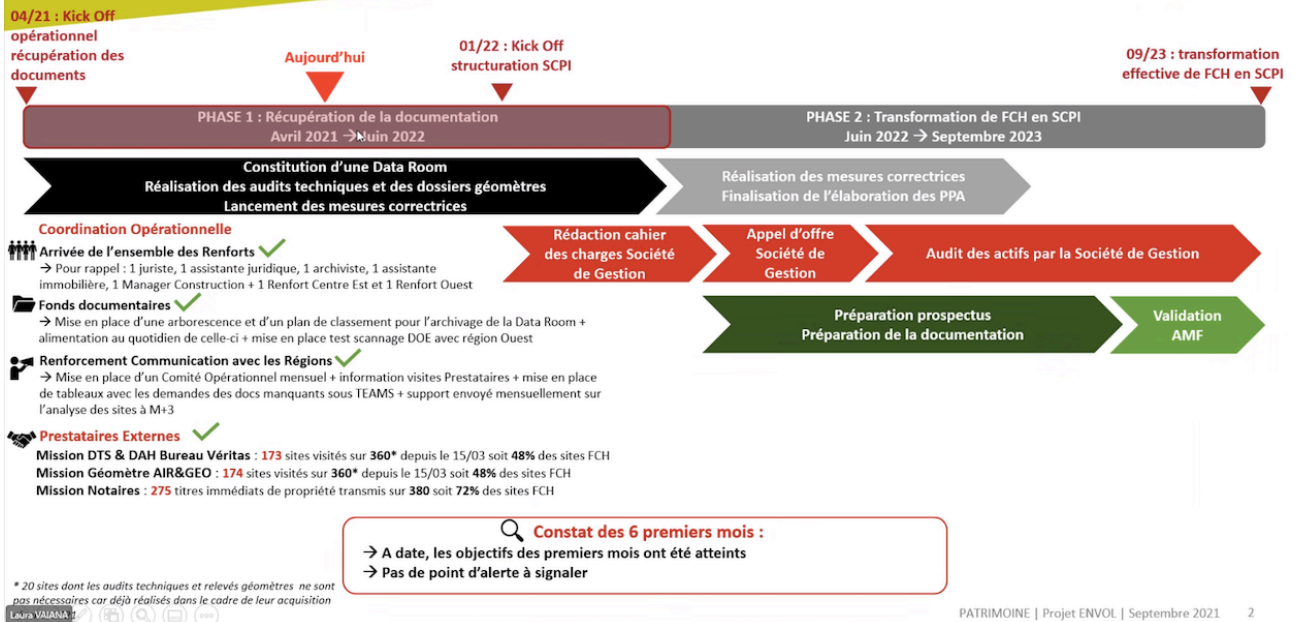 04/21 : Kick Off
opérationnel
récupération des
documents
Aujourd'hui
01/22 : Kick Off
structuration SCPI
09/23 : transformation
effective de FCH en SCPI
PHASE 1 : Récupération de la documentation
Avril 2021 → Juin 2022
PHASE 2 : Transformation de FCH en SCPI
Juin 2022 → Septembre 2023
Constitution d'une Data Room
Réalisation des audits techniques et des dossiers géomètres
Lancement des mesures correctrices
Réalisation des mesures correctrices
Finalisation de l'élaboration des PPA
Coordination Opérationnelle
Arrivée de l'ensemble des Renforts
→ Pour rappel : 1 juriste, 1 assistante juridique, 1 archiviste, 1 assistante
immobilière, 1 Manager Construction + 1 Renfort Centre Est et 1 Renfort Ouest
Rédaction cahier
des charges Société
de Gestion
Appel d'offre
Société de
Gestion
Audit des actifs par la Société de Gestion
Fonds documentaires
→ Mise en place d'une arborescence et d'un plan de classement pour l'archivage de la Data Room +
alimentation au quotidien de celle-ci + mise en place test scannage DOE avec région Ouest
Préparation prospectus
Préparation de la documentation
Validation
AMF
Renforcement Communication avec les Régions
→ Mise en place d'un Comité Opérationnel mensuel + information visites Prestataires + mise en place
de tableaux avec les demandes des docs manquants sous TEAMS + support envoyé mensuellement sur
l'analyse des sites à M+3
Prestataires Externes
Mission DTS & DAH Bureau Véritas : 173 sites visités sur 360* depuis le 15/03 soit 48% des sites FCH
Mission Géomètre AIR&GEO : 174 sites visités sur 360* depuis le 15/03 soit 48% des sites FCH
Mission Notaires : 275 titres immédiats de propriété transmis sur 380 soit 72% des sites FCH
Constat des 6 premiers mois :
→ A date, les objectifs des premiers mois ont été atteints
→ Pas de point d'alerte à signaler
* 20 sites dont les audits techniques et relevés géomètres ne sont
pas nécessaires car déjà réalisés dans le cadre de leur acquisition
Laura VAIANA
PATRIMOINE | Projet ENVOL | Septembre 2021 2